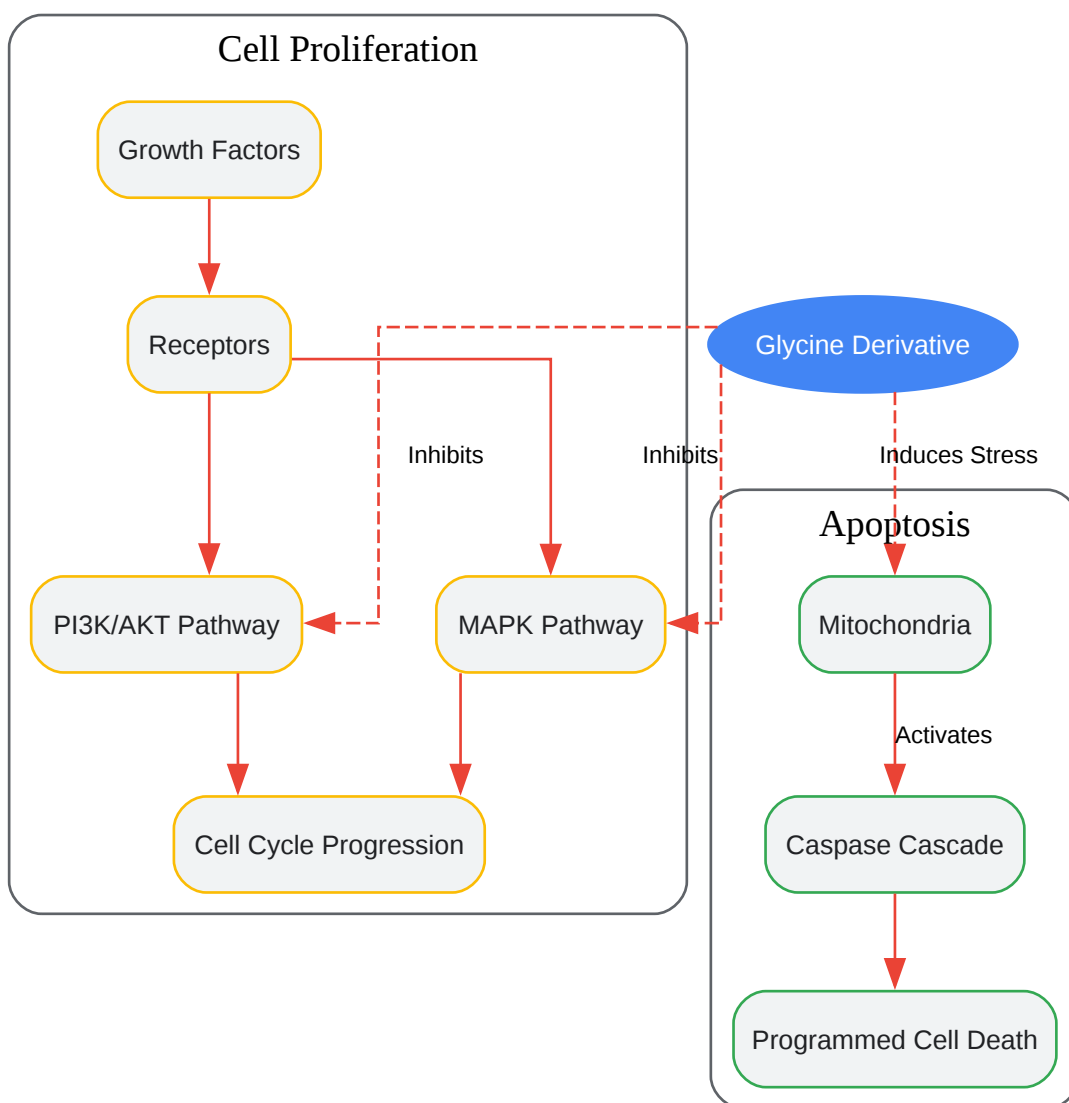 Cell Proliferation
Growth Factors
Receptors
Glycine Derivative
Inhibits
Inhibits
Induces Stress
Apoptosis
PI3K/AKT Pathway
MAPK Pathway
Mitochondria
Activates
Cell Cycle Progression
Caspase Cascade
Programmed Cell Death